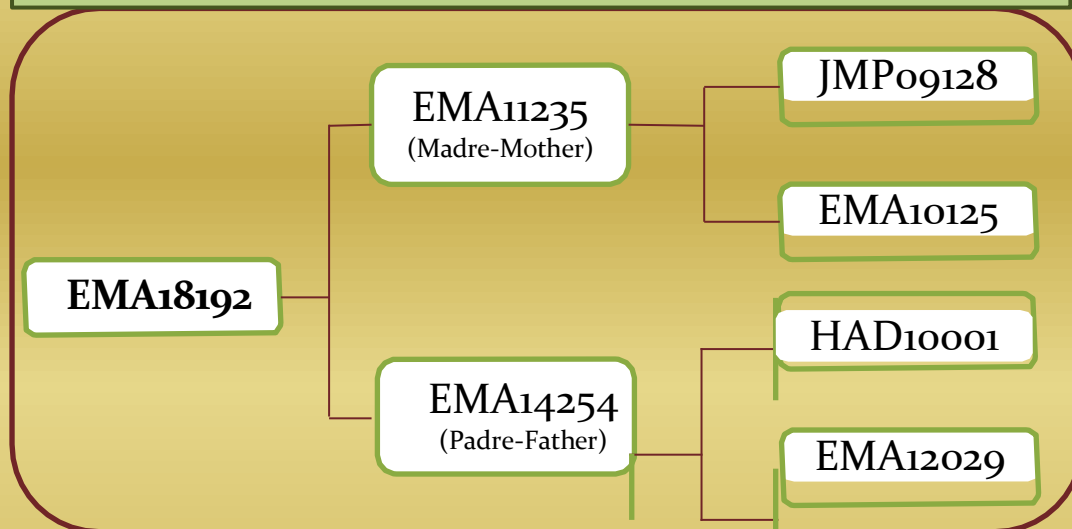 JMP09128
EMA11235
(Madre-Mother)
EMA10125
EMA18192
HAD10001
EMA14254
(Padre-Father)
EMA12029